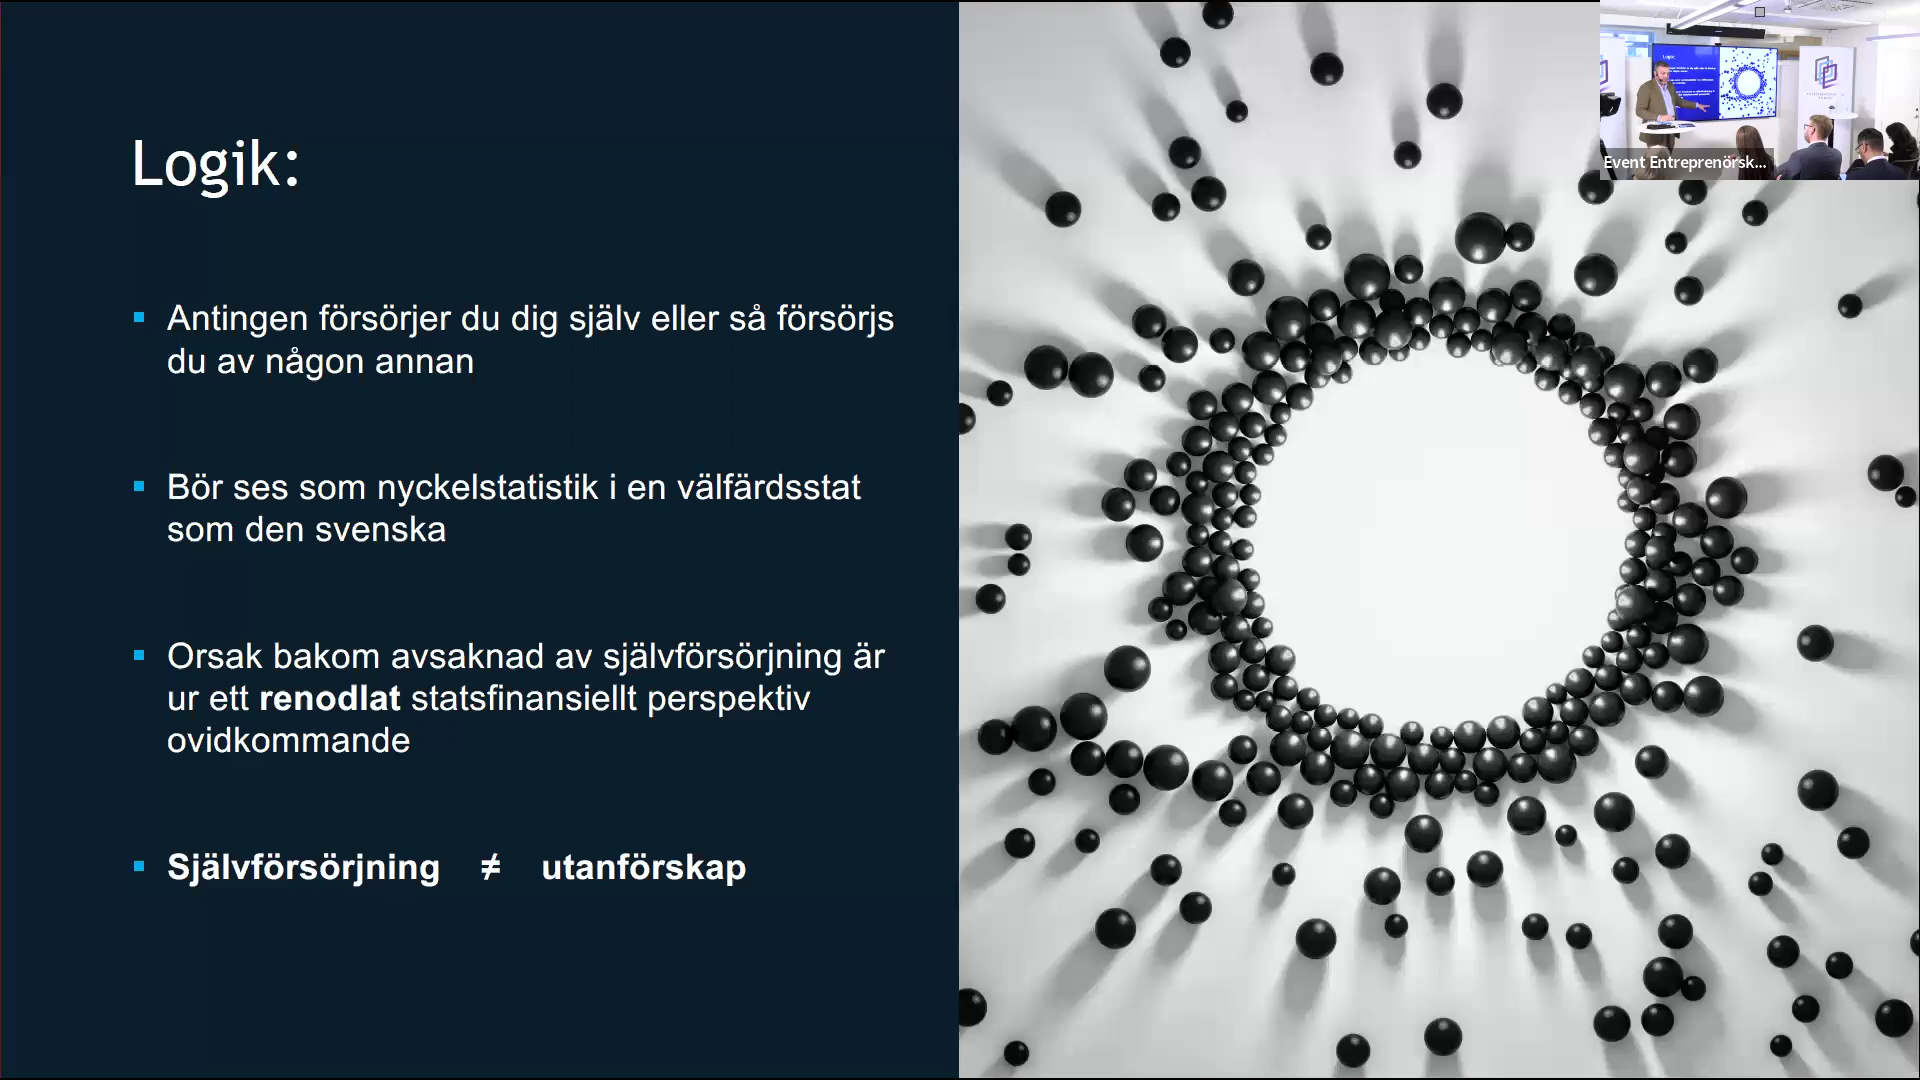 Logik:
Antingen försörjer du dig själv eller så försörjs
du av någon annan
Bör ses som nyckelstatistik i en välfärdsstat
som den svenska
Orsak bakom avsaknad av självförsörjning är
ur ett renodlat statsfinansiellt perspektiv
ovidkommande
Självförsörjning ≠ utanförskap
Event Entreprenörsk...
Logik: